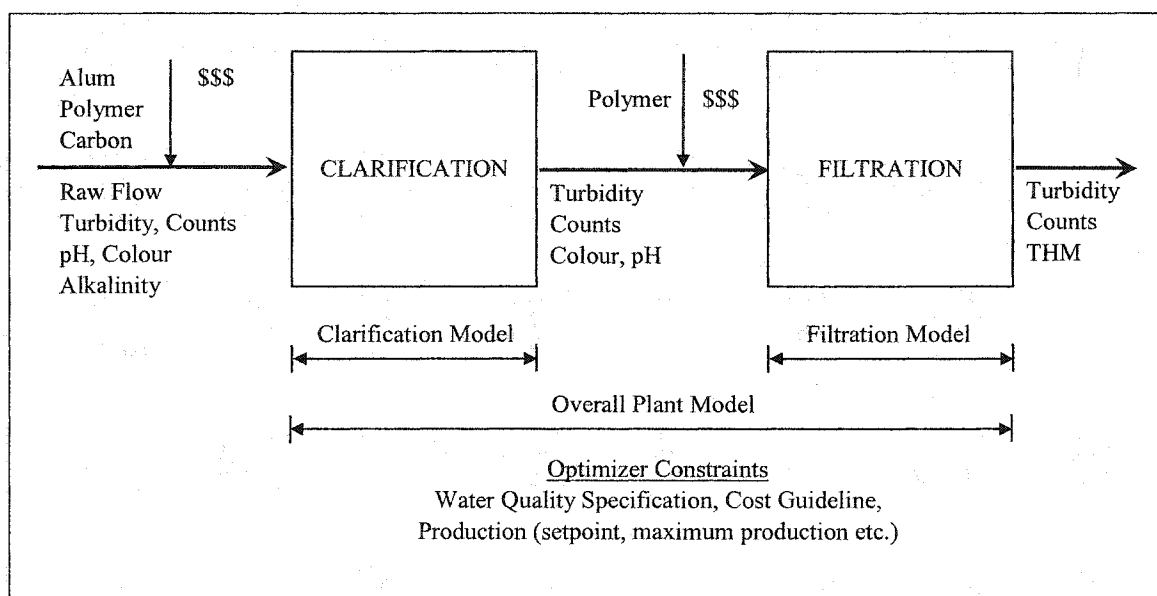 Alum
Polymer
Carbon
$$$
Raw Flow
Turbidity, Counts
pH, Colour
Alkalinity
CLARIFICATION
Polymer
$$$
Turbidity
Counts
Colour, pH
FILTRATION
Turbidity
Counts
THM
Clarification Model
Filtration Model
Overall Plant Model
Optimizer Constraints
Water Quality Specification, Cost Guideline,
Production (setpoint, maximum production etc.)